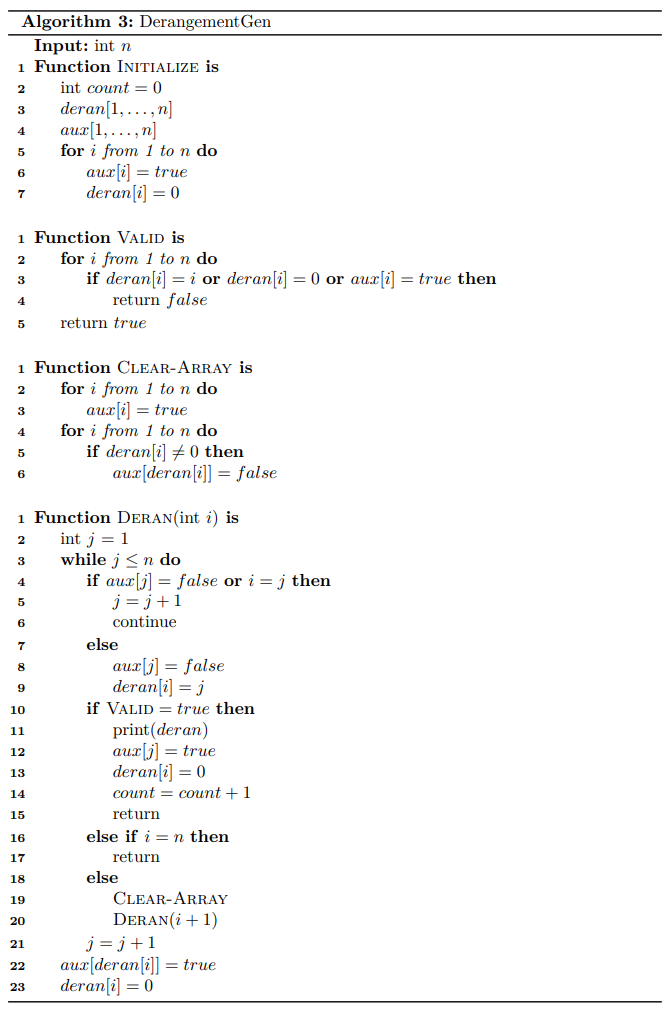 Algorithm 3: DerangementGen
Input: int n
1 Function INITIALIZE is
2 int count = 0
3 deran[1, . . . , n]
4 aux[1, . . . , n]
5 for i from 1 to n do
6 aux[i] = true
7 deran[i] = 0
1 Function VALID is
2 for i from 1 to n do
3 if deran[i] = i or deran[i] = 0 or aux[i] = true then
4 return false
5 return true
1 Function CLEAR-ARRAY is
2 for i from 1 to n do
3 aux[i] = true
4 for i from 1 to n do
5 if deran[i] ≠ 0 then
6 aux[deran[i]] = false
1 Function DERAN(int i) is
2 int j = 1
3 while j ≤ n do
4 if aux[j] = false or i = j then
5 j = j + 1
6 continue
7 else
8 aux[j] = false
9 deran[i] = j
10 if VALID = true then
11 print(deran)
12 aux[j] = true
13 deran[i] = 0
14 count = count + 1
15 return
16 else if i = n then
17 return
18 else
19 CLEAR-ARRAY
20 DERAN(i + 1)
21 j = j + 1
22 aux[deran[i]] = true
23 deran[i] = 0